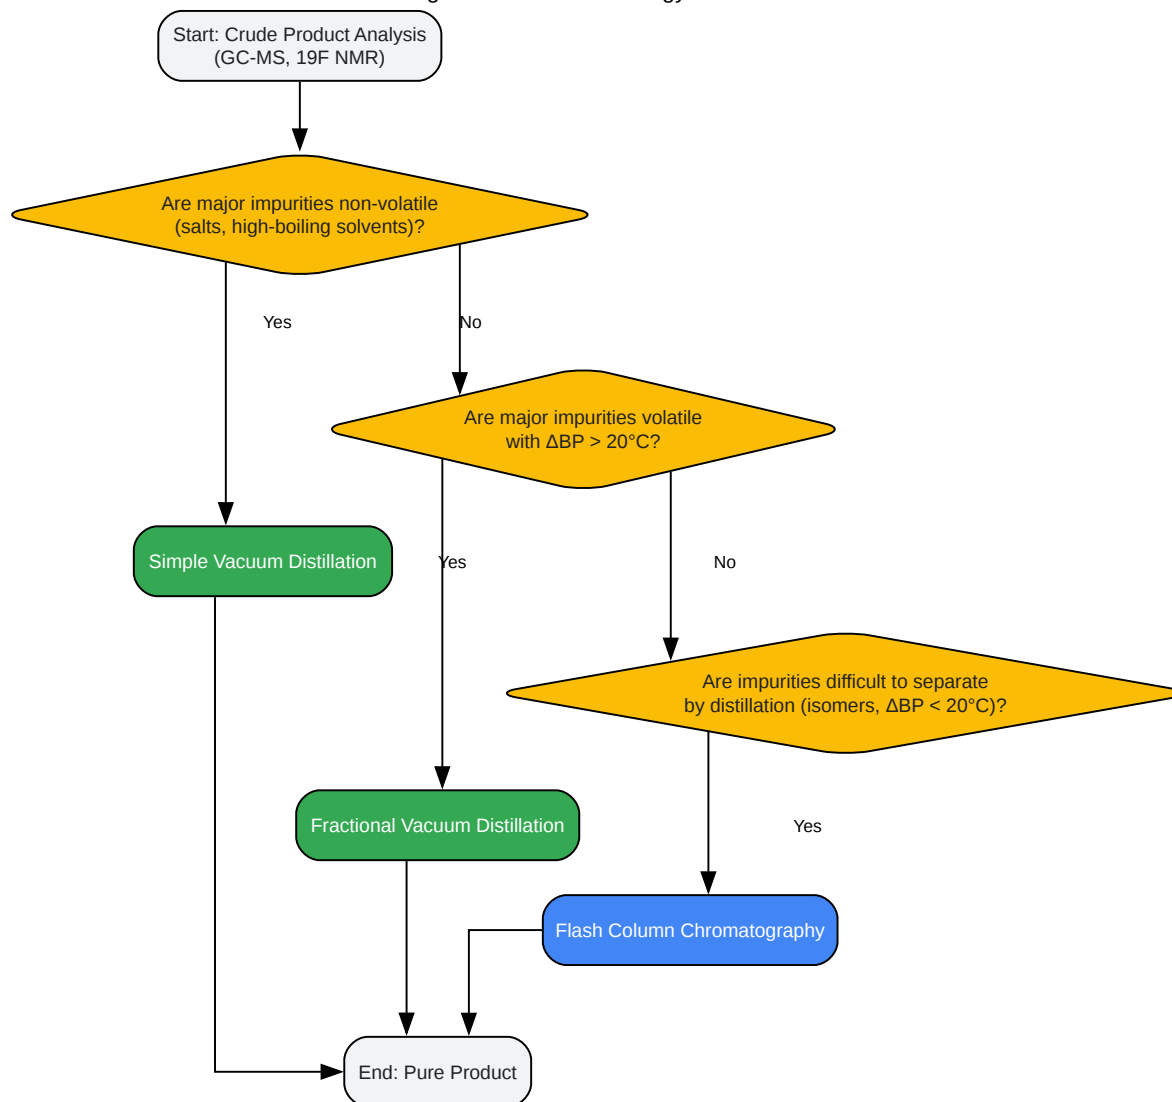 Start: Crude Product Analysis
(GC-MS, 19F NMR)
Are major impurities non-volatile
(salts, high-boiling solvents)?
Yes
No
Are major impurities volatile
with ΔBP > 20°C?
Simple Vacuum Distillation
Yes
No
Are impurities difficult to separate
by distillation (isomers, ΔBP < 20°C)?
Fractional Vacuum Distillation
Yes
Flash Column Chromatography
End: Pure Product